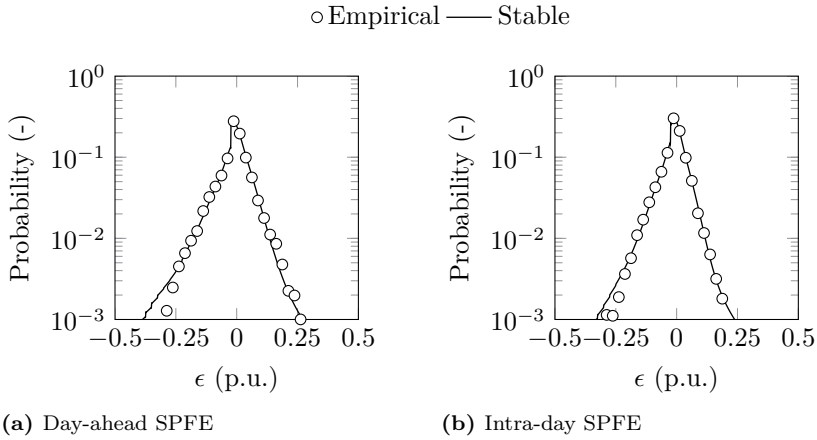 Empirical Stable
10^0 10^0
10^−1 10^−1
10^−2 10^−2
10^−3 10^−3
Probability (-) Probability (-)
−0.5 −0.25 0 0.25 0.5 −0.5 −0.25 0 0.25 0.5
ϵ (p.u.) ϵ (p.u.)
(a) Day-ahead SPFE (b) Intra-day SPFE